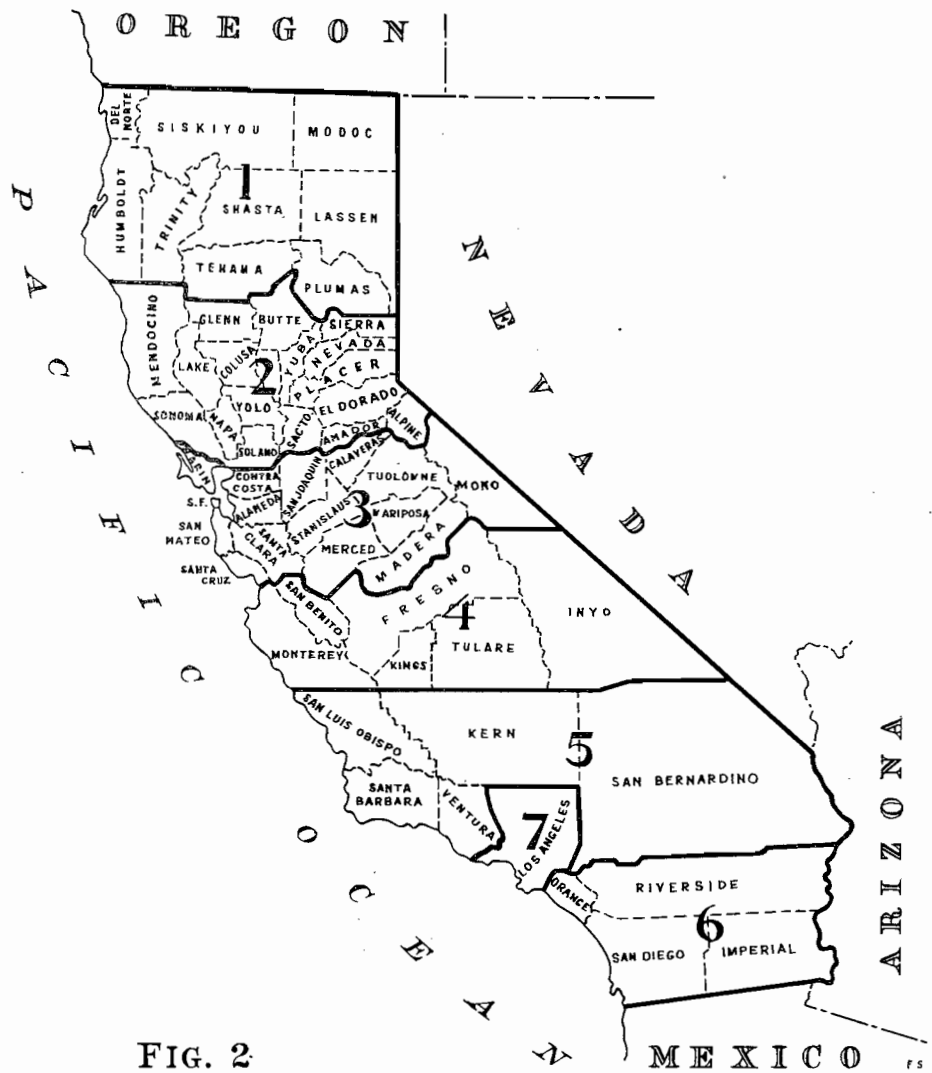 OREGON
DEL NORTE
SISKIYOU
MODOC
HUMBOLDT
TRINITY
1
SHASTA
LASSEN
TEHAMA
PLUMAS
PACIFIC OCEAN
NEVADA
MENDOCINO
GLENN
BUTTE
SIERRA
YUBA
NEVADA
LAKE
COLUSA
2
PLACER
YOLO
EL DORADO
SONOMA
NAPA
SAC'TO
ALPINE
AMADOR
SOLANO
MARIN
CONTRA COSTA
SAN JOAQUIN
CALAVERAS
TUOLOWNE
MONO
S.F.
ALAMEDA
STANISLAUS
3
MARIPOSA
SAN MATEO
SANTA CLARA
MERCED
MADERA
SANTA CRUZ
SAN BENITO
FRESNO
4
INYO
MONTEREY
KINGS
TULARE
SAN LUIS OBISPO
KERN
5
SAN BERNARDINO
SANTA BARBARA
VENTURA
7
LOS ANGELES
ARIZONA
ORANGE
RIVERSIDE
6
SAN DIEGO
IMPERIAL
FIG. 2
MEXICO
FS